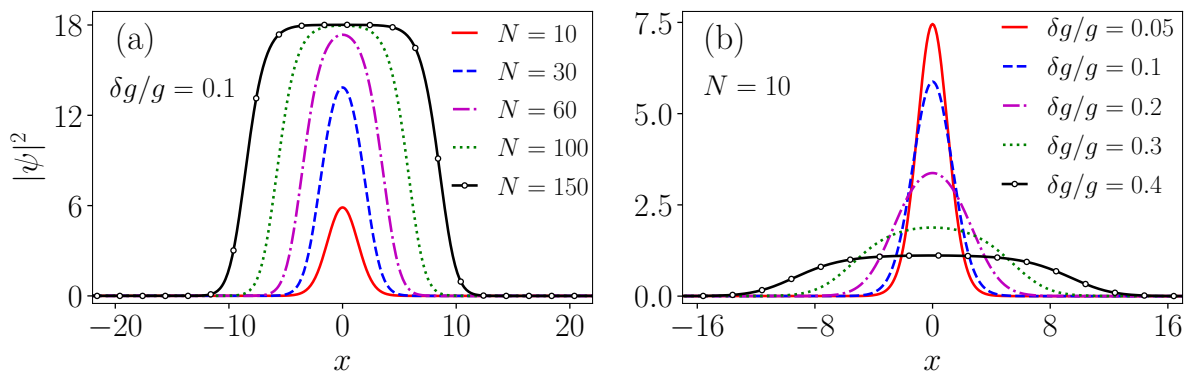 (a)
δg/g = 0.1
N = 10
N = 30
N = 60
N = 100
N = 150
|ψ|²
18
12
6
0
−20 −10 0 10 20
x
(b)
N = 10
δg/g = 0.05
δg/g = 0.1
δg/g = 0.2
δg/g = 0.3
δg/g = 0.4
7.5
5.0
2.5
0.0
−16 −8 0 8 16
x